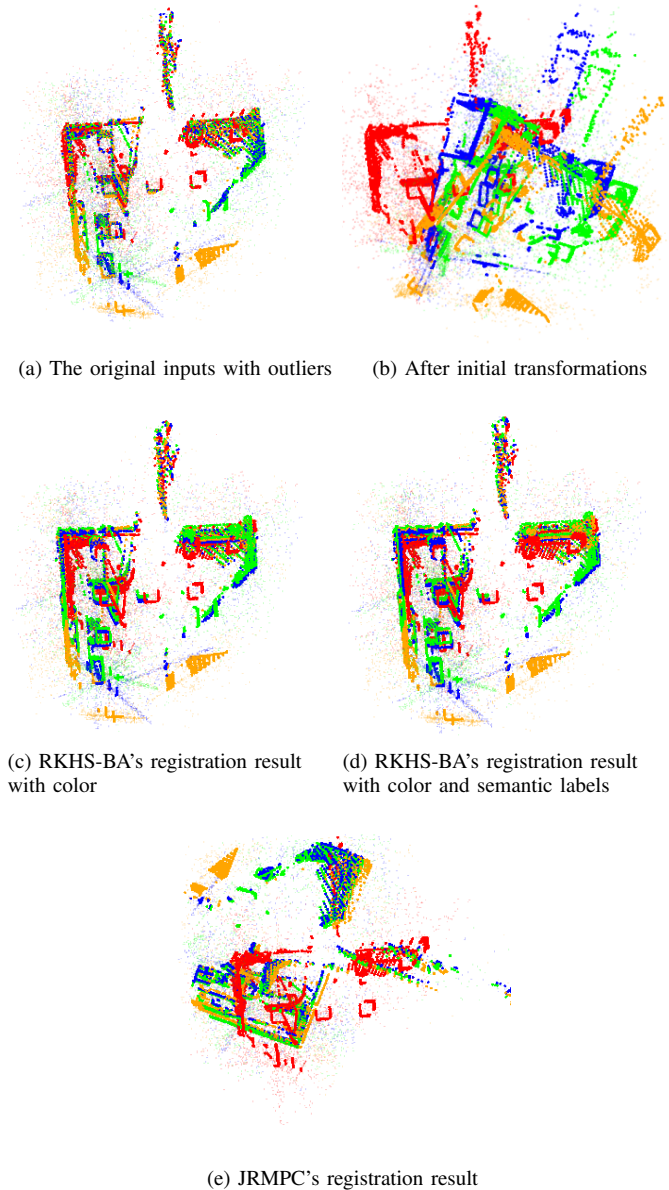 (a) The original inputs with outliers
(b) After initial transformations
(c) RKHS-BA's registration result
with color
(d) RKHS-BA's registration result
with color and semantic labels
(e) JRMPC's registration result